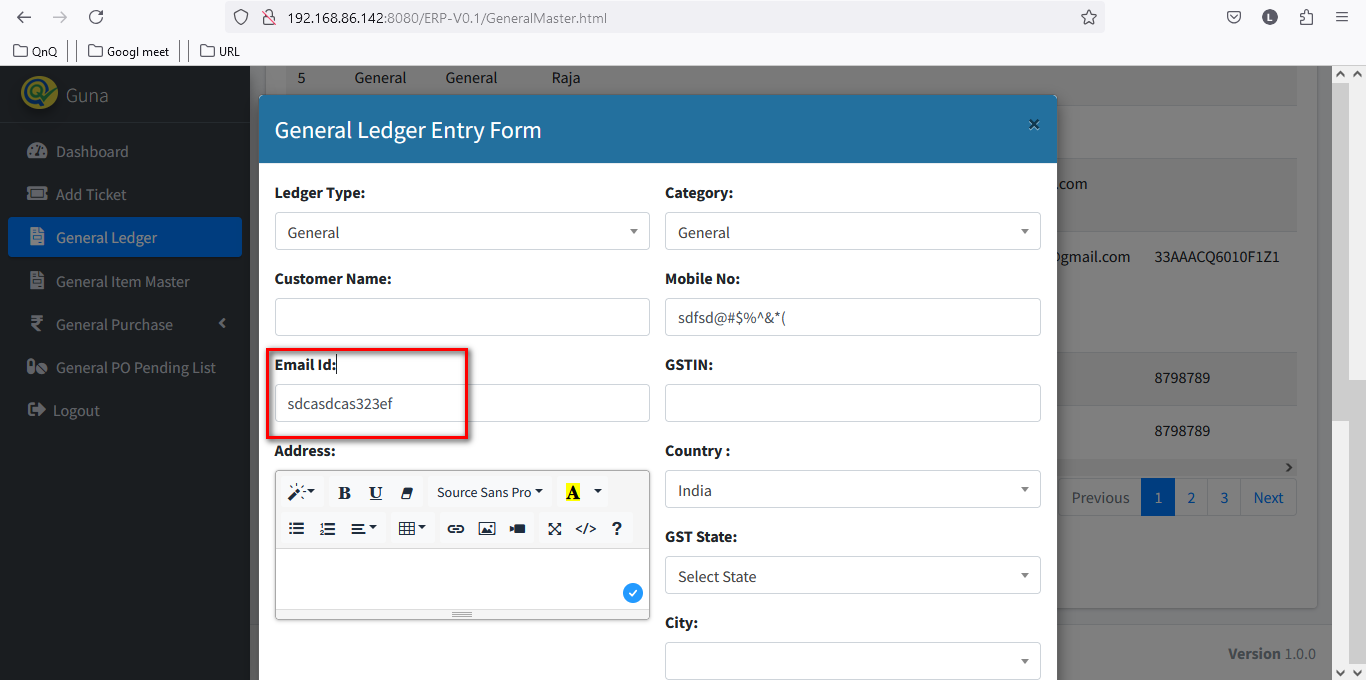 192.168.86.142:8080/ERP-V0.1/GeneralMaster.html
L
QnQ
Googl meet
URL
Guna
Dashboard
Add Ticket
General Ledger
General Item Master
General Purchase
General PO Pending List
Logout
5 General General Raja
General Ledger Entry Form
×
Ledger Type:
General
Category:
General
Customer Name:
Mobile No:
sdfsd@#$%^&*(
Email Id:
sdcasdcas323ef
GSTIN:
Address:
B U Source Sans Pro A
</> ?
Country :
India
GST State:
Select State
City:
.com
@gmail.com 33AAACQ6010F1Z1
8798789
8798789
Previous 1 2 3 Next
Version 1.0.0